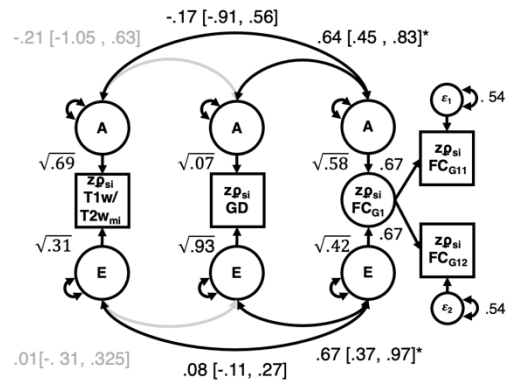 -.17 [-.91, .56]
-.21 [-1.05 , .63]
.64 [.45 , .83]*
ε1
.54
A
A
A
√.69
√.07
√.58
.67
zϱsi
FCG11
zϱsi
T1w/
T2wmi
zϱsi
GD
zϱsi
FCG1
√.31
√.93
√.42
.67
zϱsi
FCG12
E
E
E
ε2
.54
.01[-. 31, .325]
.08 [-.11, .27]
.67 [.37, .97]*